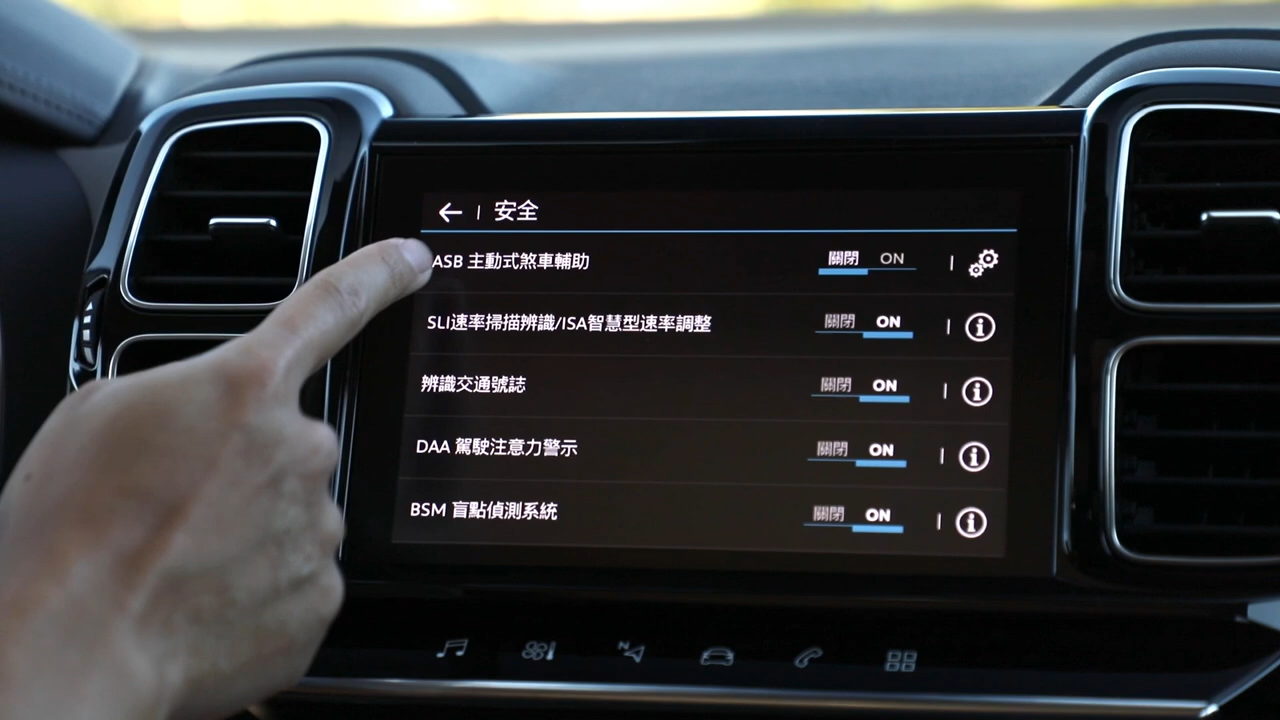 安全
ASB 主動式煞車輔助 關閉 ON
SLI速率掃描辨識/ISA智慧型速率調整 關閉 ON
辨識交通號誌 關閉 ON
DAA 駕駛注意力警示 關閉 ON
BSM 盲點偵測系統 關閉 ON
N